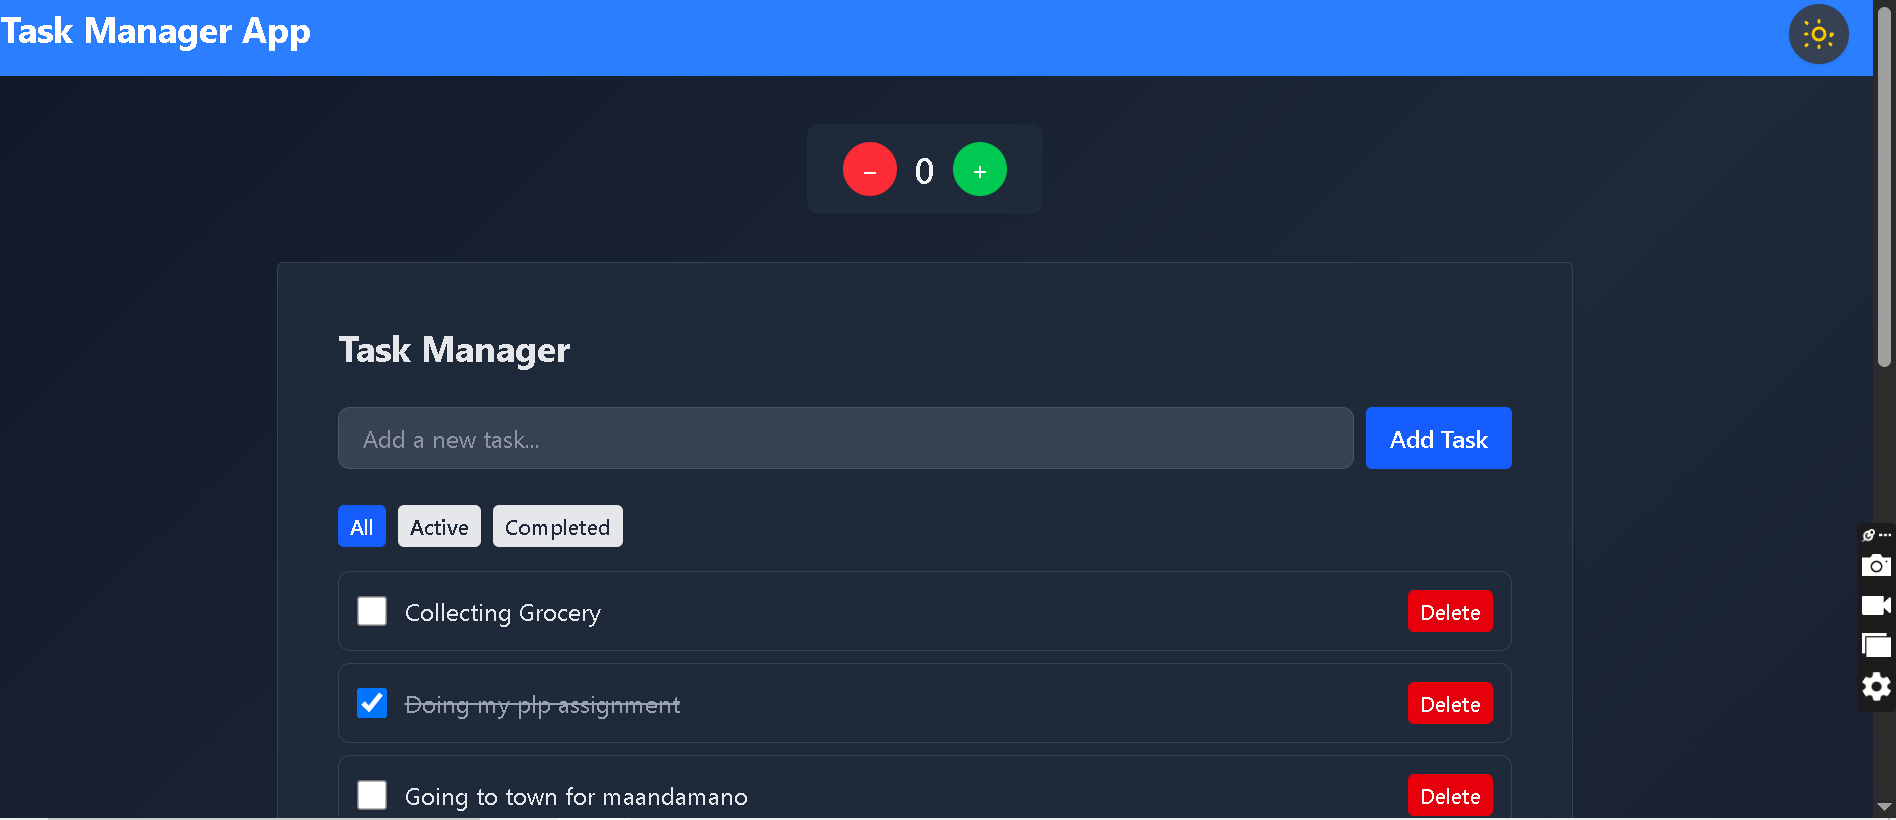 Task Manager App
- 0 +
Task Manager
Add a new task... Add Task
All Active Completed
Collecting Grocery Delete
Doing my plp assignment Delete
Going to town for maandamano Delete